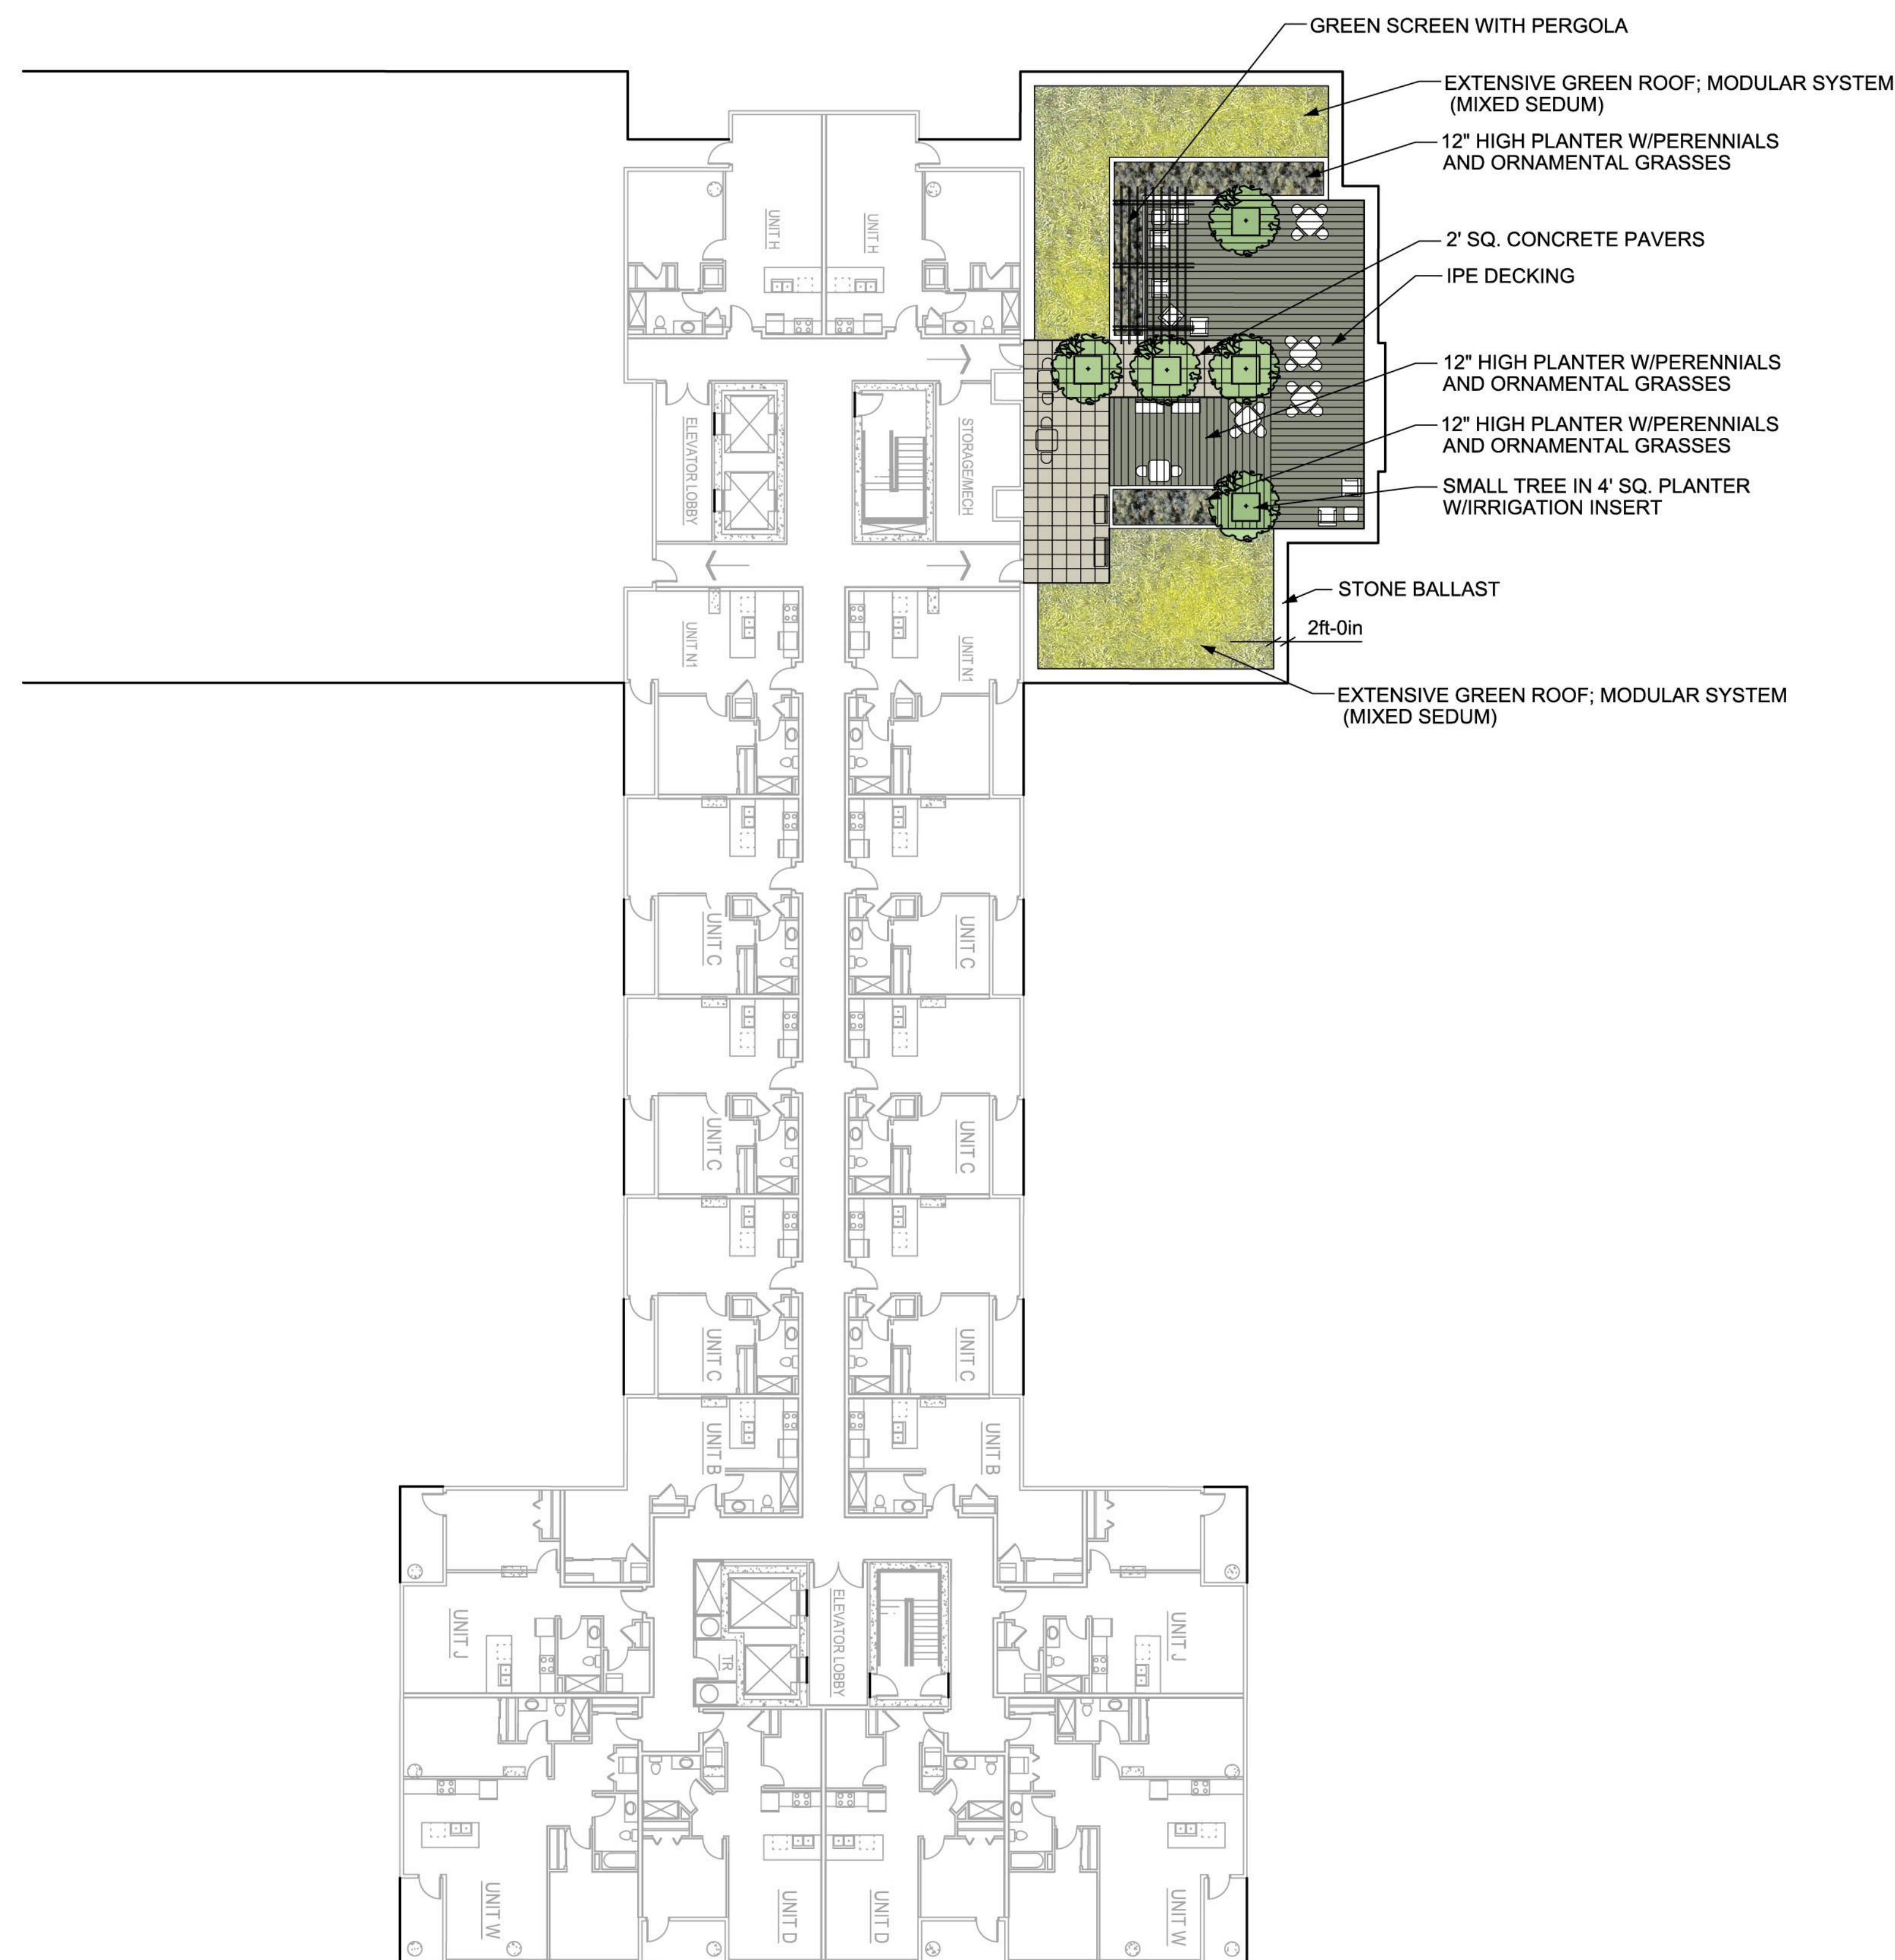 GREEN SCREEN WITH PERGOLA
EXTENSIVE GREEN ROOF; MODULAR SYSTEM
(MIXED SEDUM)
12" HIGH PLANTER W/PERENNIALS
AND ORNAMENTAL GRASSES
2' SQ. CONCRETE PAVERS
IPE DECKING
12" HIGH PLANTER W/PERENNIALS
AND ORNAMENTAL GRASSES
12" HIGH PLANTER W/PERENNIALS
AND ORNAMENTAL GRASSES
SMALL TREE IN 4' SQ. PLANTER
W/IRRIGATION INSERT
STONE BALLAST
2ft-0in
EXTENSIVE GREEN ROOF; MODULAR SYSTEM
(MIXED SEDUM)
UNIT H
UNIT H
ELEVATOR LOBBY
STORAGE/MECH
UNIT N1
UNIT N1
UNIT C
UNIT C
UNIT C
UNIT C
UNIT C
UNIT C
UNIT B
UNIT B
UNIT J
TR
ELEVATOR LOBBY
UNIT J
UNIT W
UNIT D
UNIT D
UNIT W